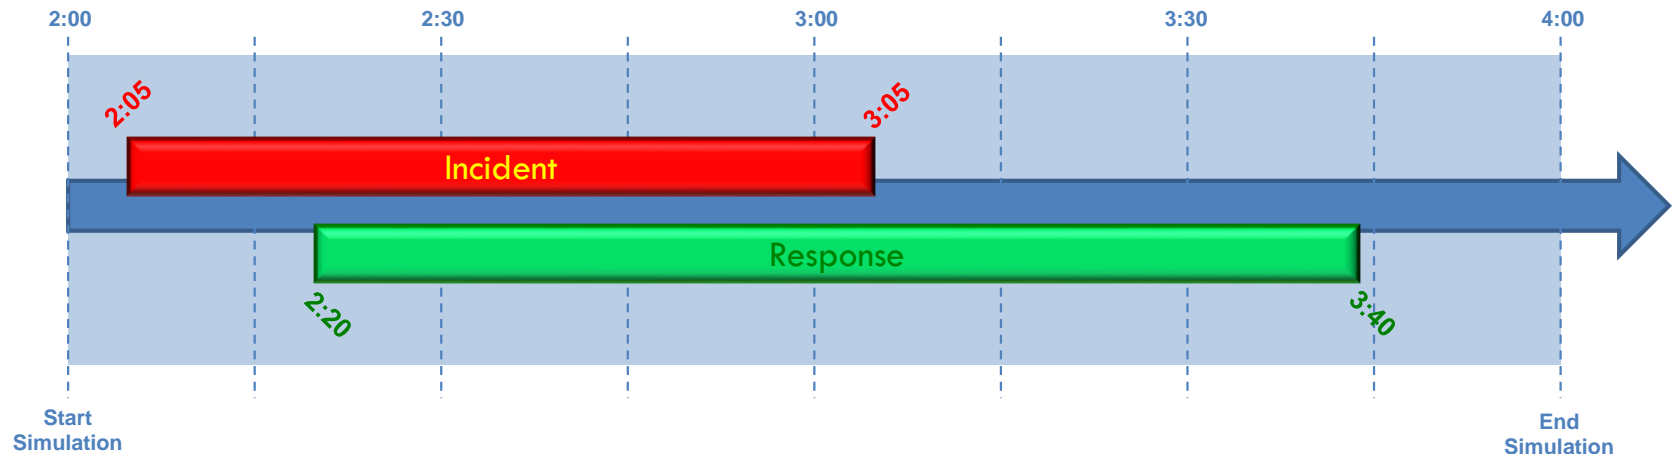 2:00
2:30
3:00
3:30
4:00
2:05
3:05
Incident
Response
2:20
3:40
Start
Simulation
End
Simulation